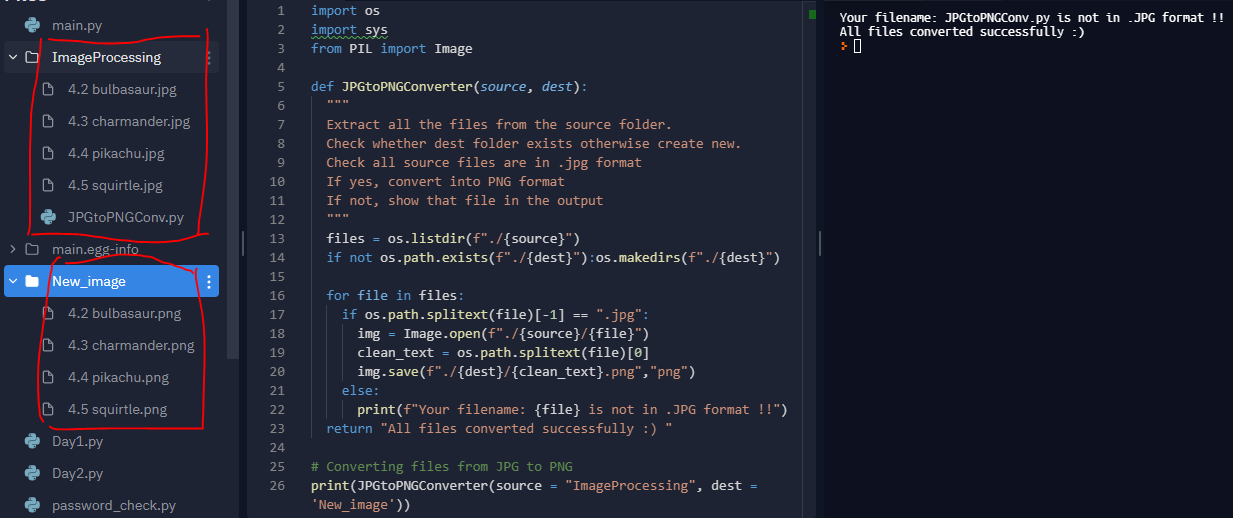 main.py
ImageProcessing
4.2 bulbasaur.jpg
4.3 charmander.jpg
4.4 pikachu.jpg
4.5 squirtle.jpg
JPGtoPNGConv.py
main.egg-info
New_image
4.2 bulbasaur.png
4.3 charmander.png
4.4 pikachu.png
4.5 squirtle.png
Day1.py
Day2.py
password_check.py
1 import os
2 import sys
3 from PIL import Image
4
5 def JPGtoPNGConverter(source, dest):
6 """
7 Extract all the files from the source folder.
8 Check whether dest folder exists otherwise create new.
9 Check all source files are in .jpg format
10 If yes, convert into PNG format
11 If not, show that file in the output
12 """
13 files = os.listdir(f"./{source}")
14 if not os.path.exists(f"./{dest}"):os.makedirs(f"./{dest}")
15
16 for file in files:
17 if os.path.splitext(file)[-1] == ".jpg":
18 img = Image.open(f"./{source}/{file}")
19 clean_text = os.path.splitext(file)[0]
20 img.save(f"./{dest}/{clean_text}.png","png")
21 else:
22 print(f"Your filename: {file} is not in .JPG format !!")
23 return "All files converted successfully :) "
24
25 # Converting files from JPG to PNG
26 print(JPGtoPNGConverter(source = "ImageProcessing", dest =
'New_image'))
Your filename: JPGtoPNGConv.py is not in .JPG format !!
All files converted successfully :)